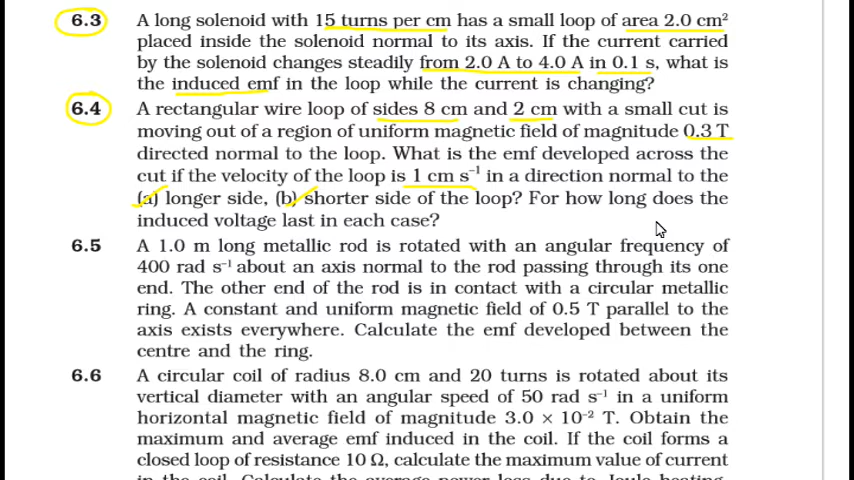 6.3 A long solenoid with 15 turns per cm has a small loop of area 2.0 cm²
placed inside the solenoid normal to its axis. If the current carried
by the solenoid changes steadily from 2.0 A to 4.0 A in 0.1 s, what is
the induced emf in the loop while the current is changing?
6.4 A rectangular wire loop of sides 8 cm and 2 cm with a small cut is
moving out of a region of uniform magnetic field of magnitude 0.3 T
directed normal to the loop. What is the emf developed across the
cut if the velocity of the loop is 1 cm s⁻¹ in a direction normal to the
(a) longer side, (b) shorter side of the loop? For how long does the
induced voltage last in each case?
6.5 A 1.0 m long metallic rod is rotated with an angular frequency of
400 rad s⁻¹ about an axis normal to the rod passing through its one
end. The other end of the rod is in contact with a circular metallic
ring. A constant and uniform magnetic field of 0.5 T parallel to the
axis exists everywhere. Calculate the emf developed between the
centre and the ring.
6.6 A circular coil of radius 8.0 cm and 20 turns is rotated about its
vertical diameter with an angular speed of 50 rad s⁻¹ in a uniform
horizontal magnetic field of magnitude 3.0 × 10⁻² T. Obtain the
maximum and average emf induced in the coil. If the coil forms a
closed loop of resistance 10 Ω, calculate the maximum value of current
in the coil. Calculate the average power loss due to Joule heating.